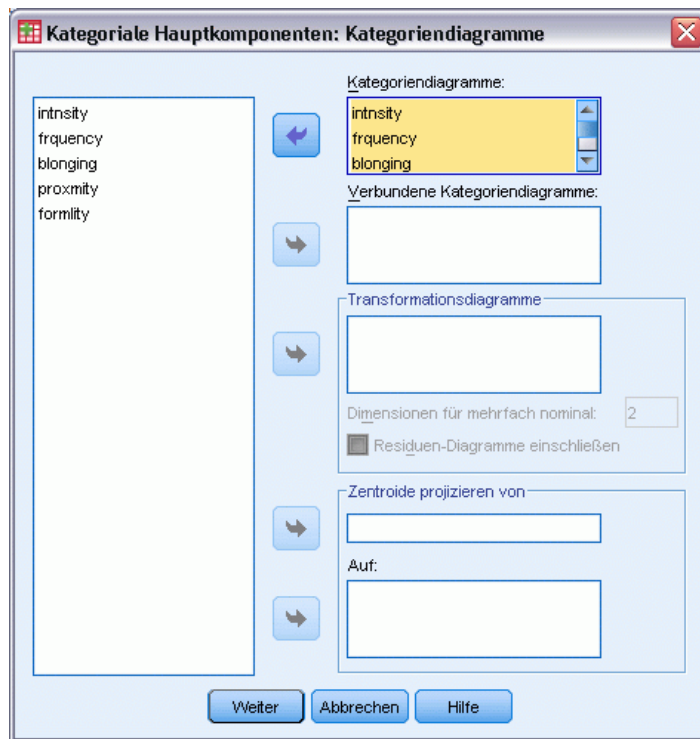 Kategoriale Hauptkomponenten: Kategoriendiagramme
intnsity
frquency
blonging
proxmity
formlity
Kategoriendiagramme:
intnsity
frquency
blonging
Verbundene Kategoriendiagramme:
Transformationsdiagramme
Dimensionen für mehrfach nominal: 2
Residuen-Diagramme einschließen
Zentroide projizieren von
Auf:
Weiter Abbrechen Hilfe